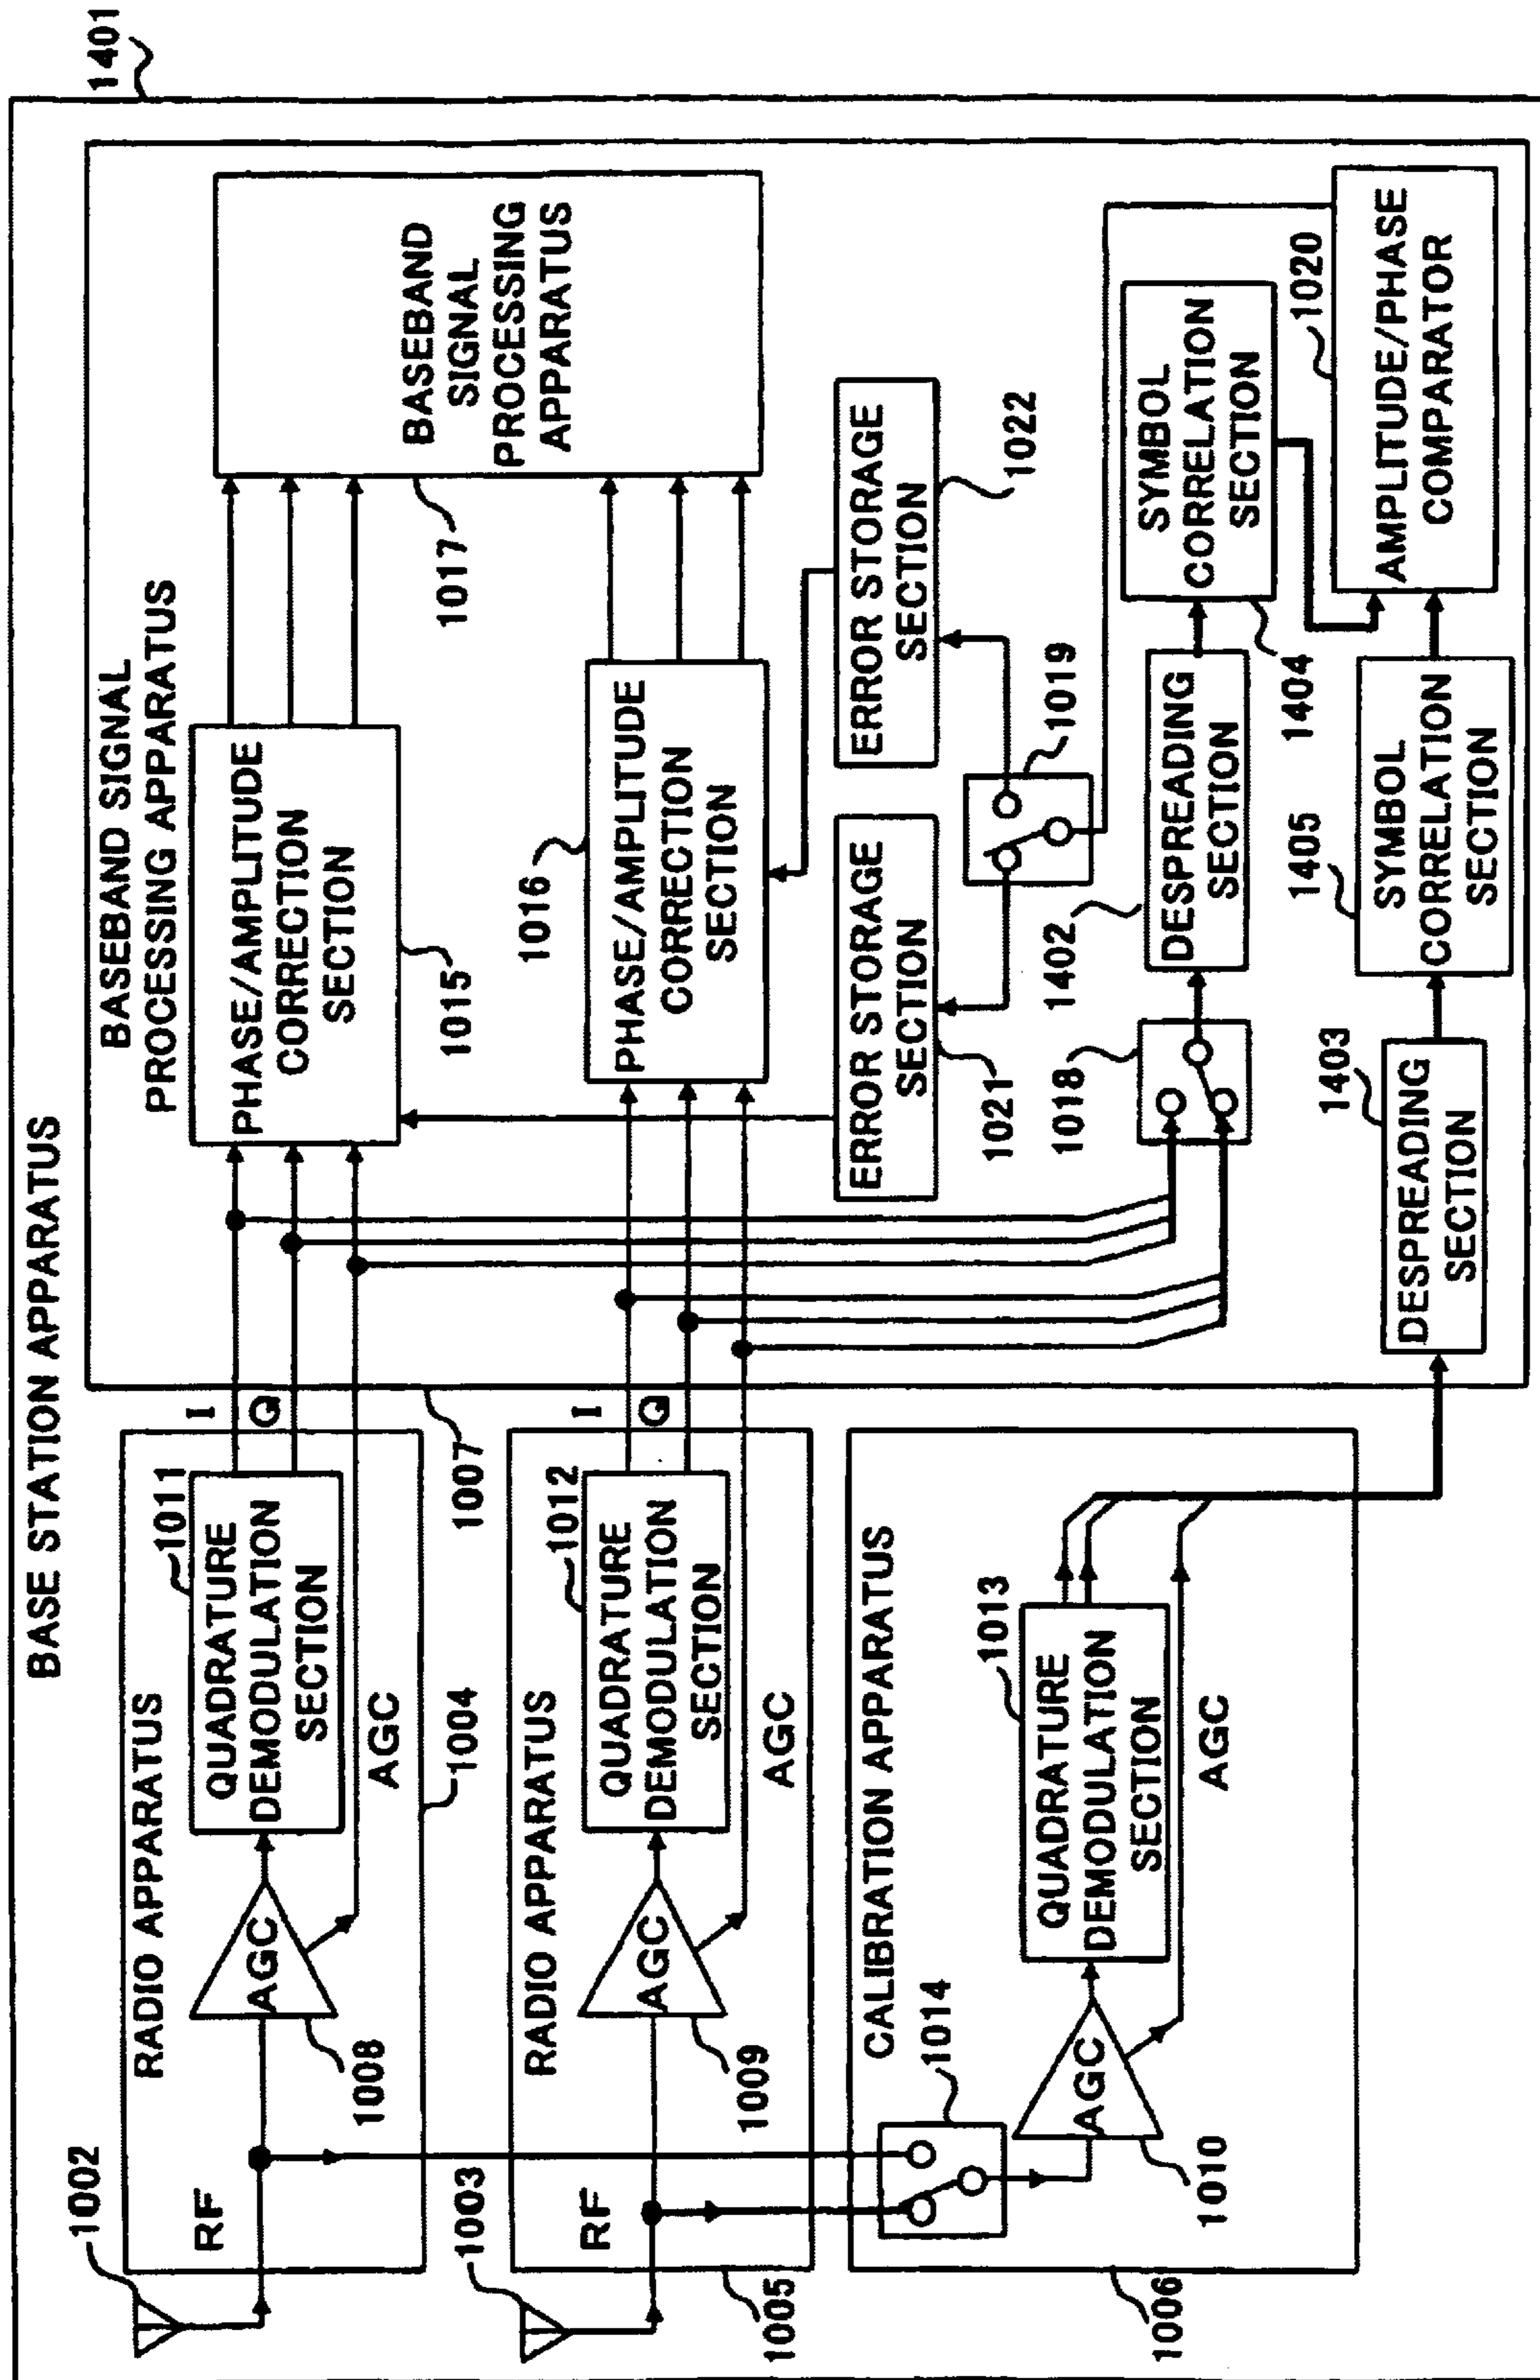 BASE STATION APPARATUS
1401
1002
RADIO APPARATUS
RF
AGC
1008
1011
QUADRATURE
DEMODULATION
SECTION
AGC
1004
I
Q
1003
RADIO APPARATUS
RF
AGC
1009
1012
QUADRATURE
DEMODULATION
SECTION
AGC
1005
I
Q
1007
CALIBRATION APPARATUS
1014
AGC
1010
1013
QUADRATURE
DEMODULATION
SECTION
AGC
1006
BASEBAND SIGNAL
PROCESSING APPARATUS
PHASE/AMPLITUDE
CORRECTION
SECTION
1015
1016
PHASE/AMPLITUDE
CORRECTION
SECTION
BASEBAND
SIGNAL
PROCESSING
APPARATUS
1017
ERROR STORAGE
SECTION
1021
ERROR STORAGE
SECTION
1022
1019
1018
1402
DESPREADING
SECTION
SYMBOL
CORRELATION
SECTION
1404
1403
DESPREADING
SECTION
1405
SYMBOL
CORRELATION
SECTION
1020
AMPLITUDE/PHASE
COMPARATOR